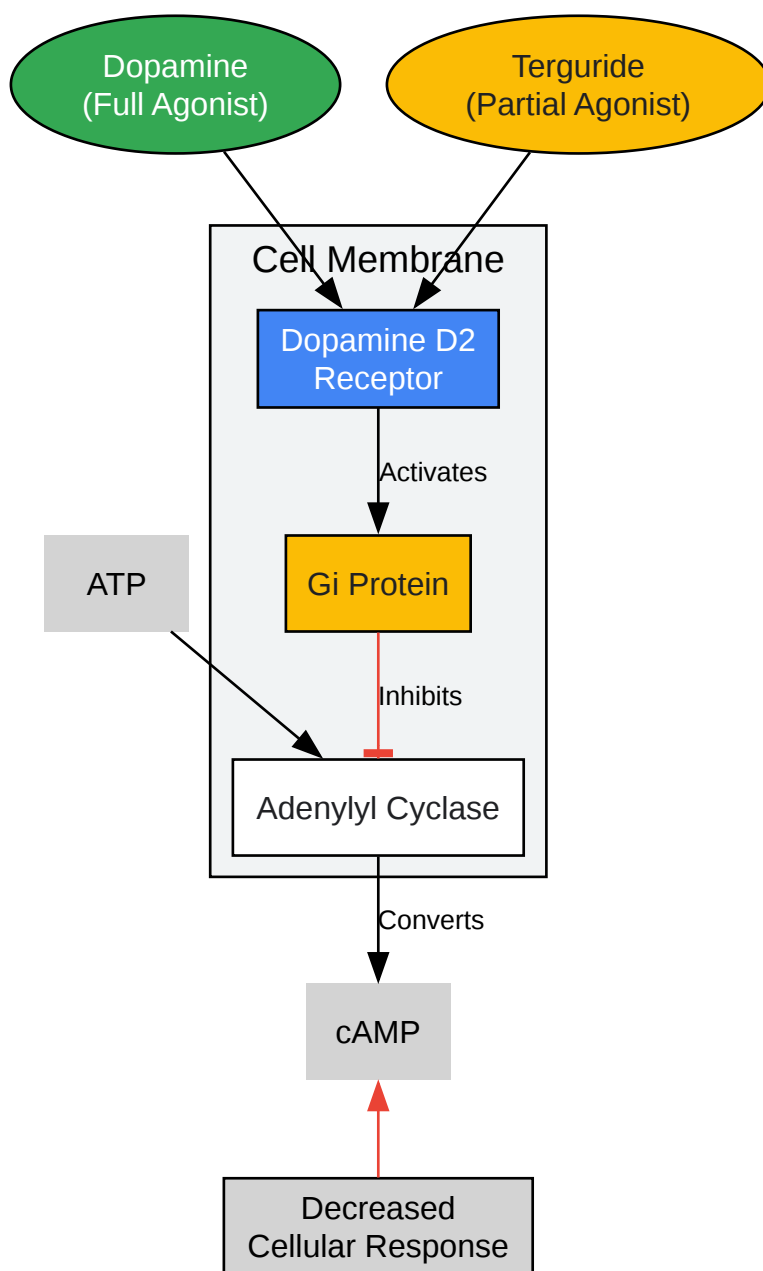 Dopamine
(Full Agonist)
Terguride
(Partial Agonist)
Cell Membrane
Dopamine D2
Receptor
Activates
ATP
Gi Protein
Inhibits
Adenylyl Cyclase
Converts
cAMP
Decreased
Cellular Response